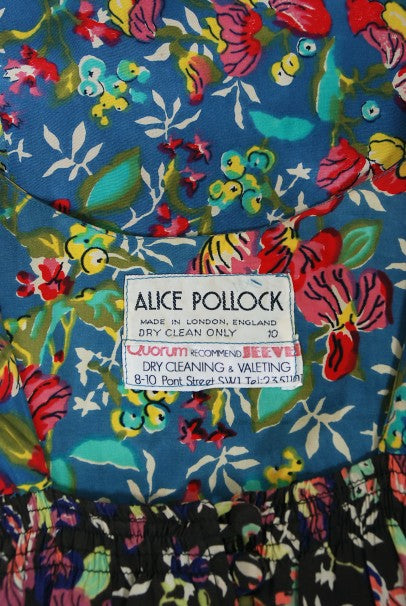 ALICE POLLOCK
MADE IN LONDON, ENGLAND
DRY CLEAN ONLY 10
Quorum RECOMMEND JEEVES
DRY CLEANING & VALETING
8-10 Pont Street SW1 Tel: